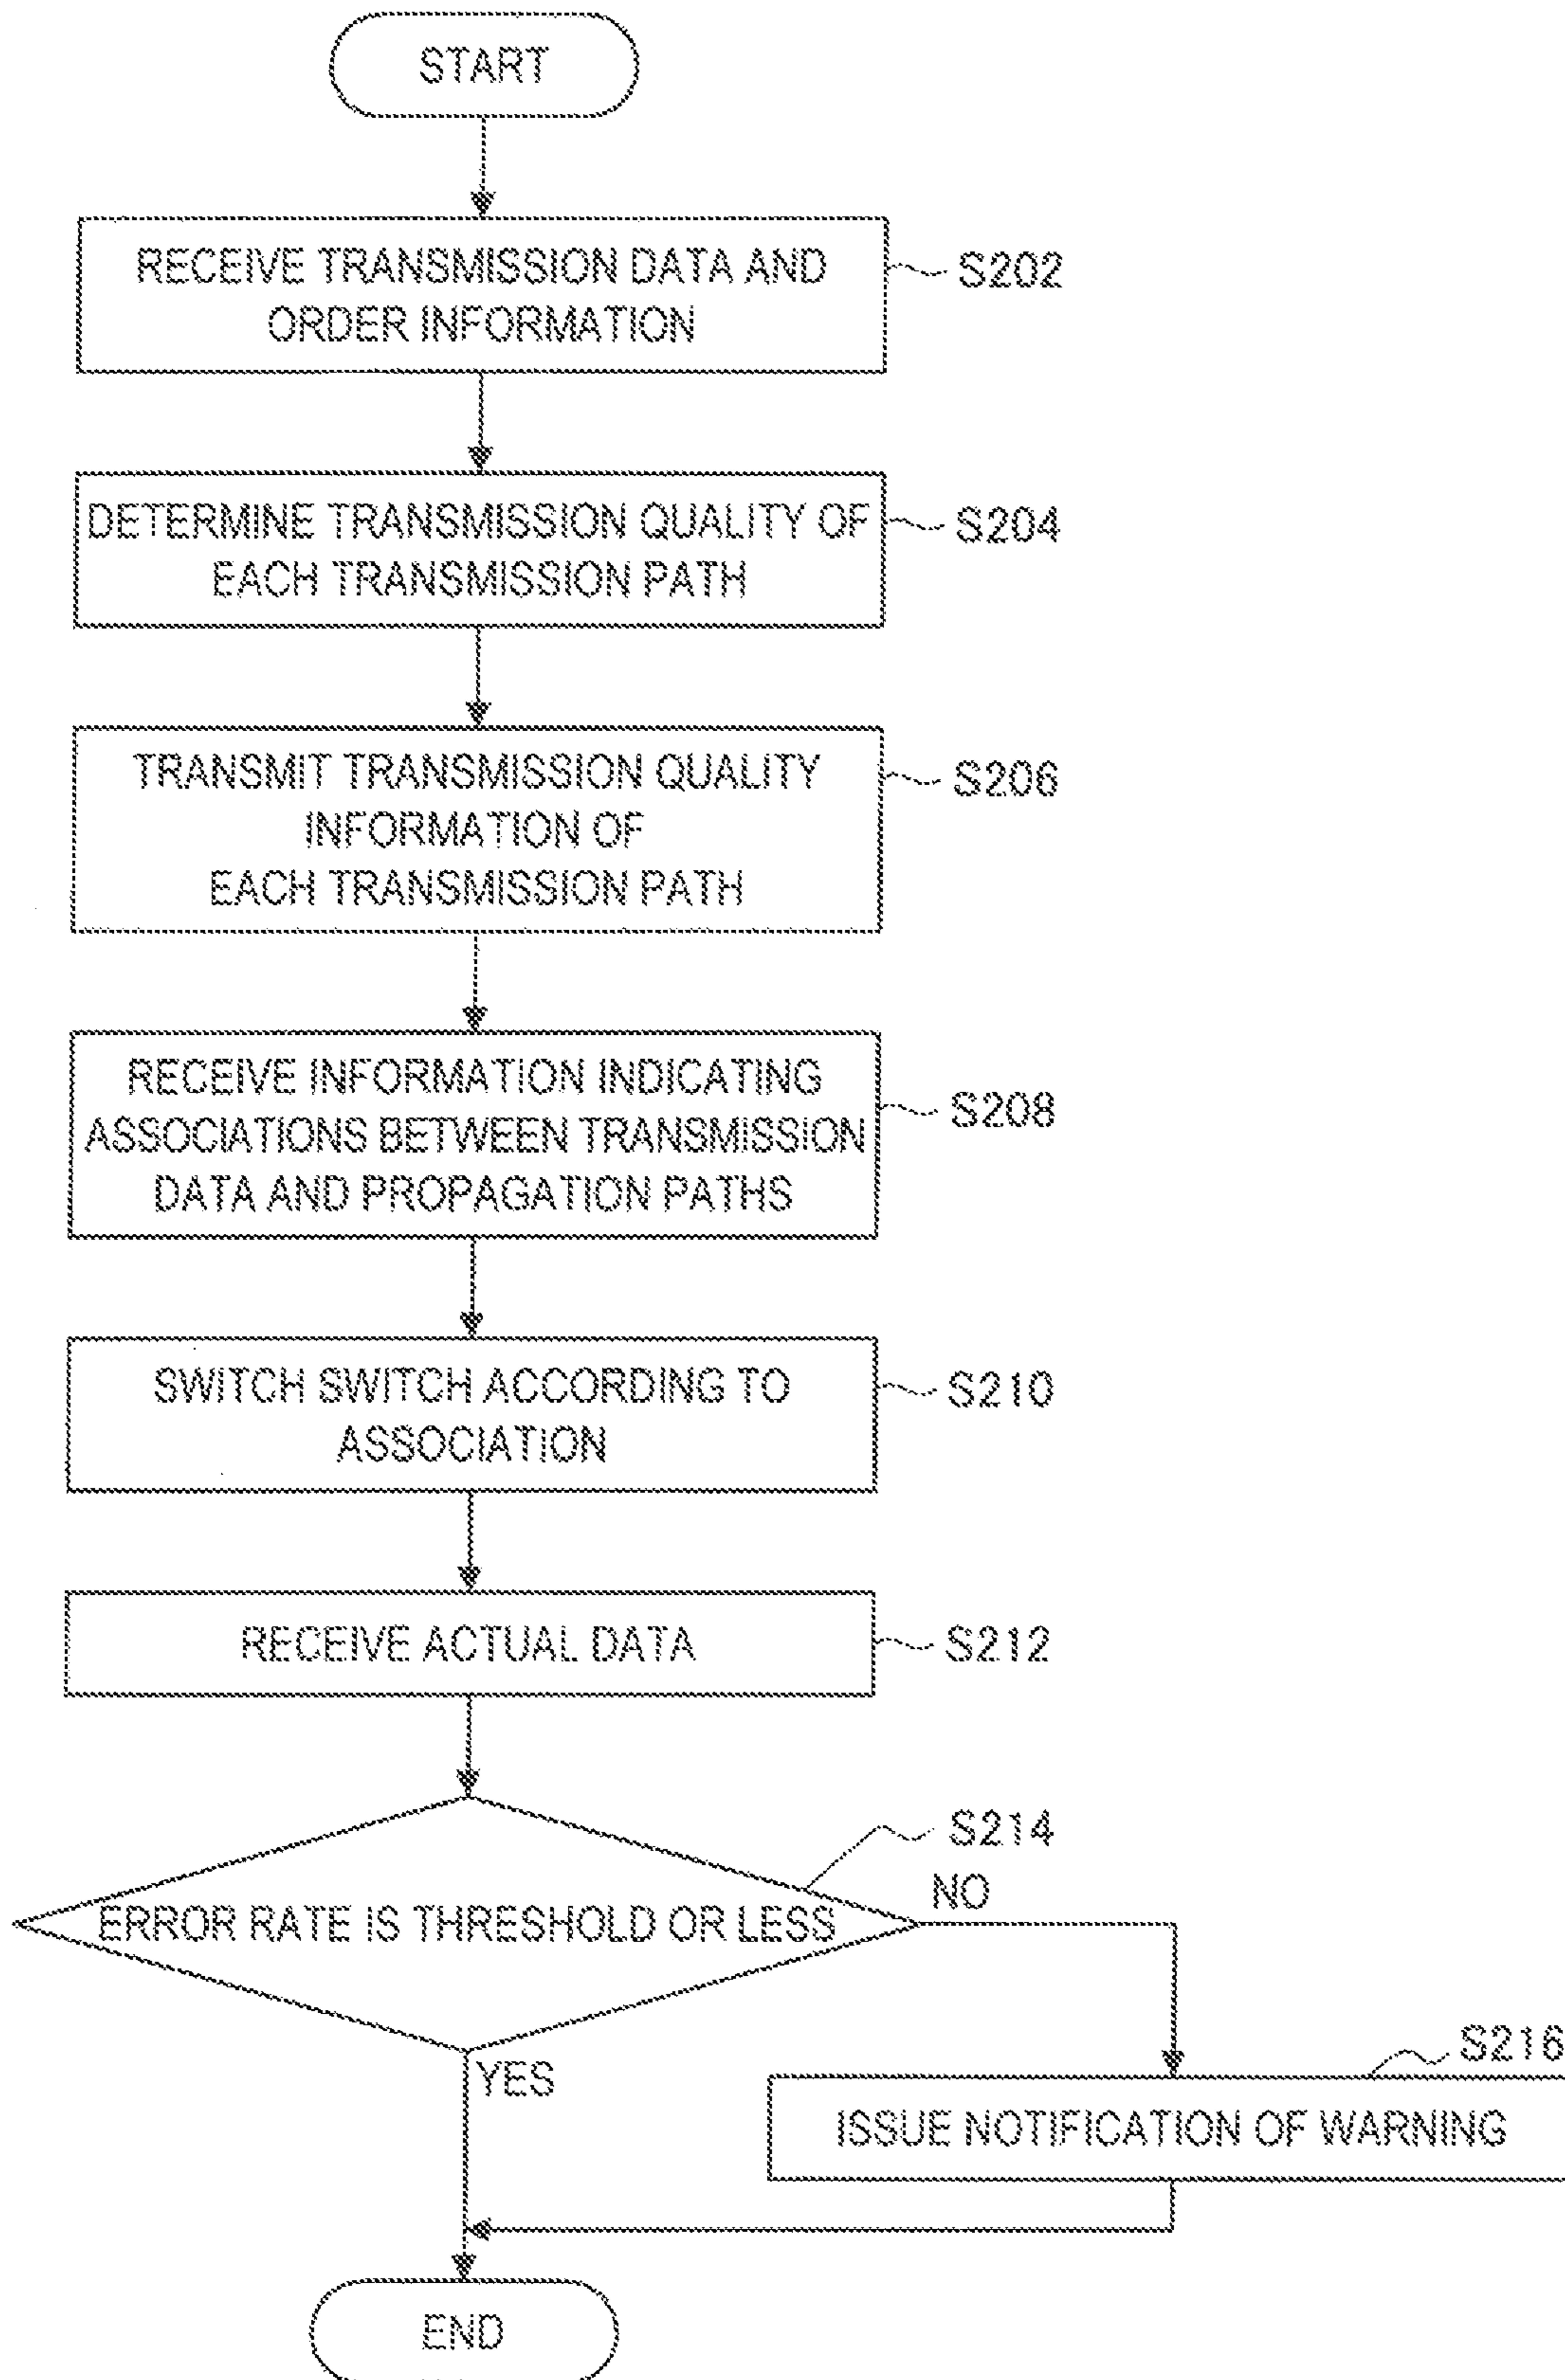 START
RECEIVE TRANSMISSION DATA AND
ORDER INFORMATION
S202
DETERMINE TRANSMISSION QUALITY OF
EACH TRANSMISSION PATH
S204
TRANSMIT TRANSMISSION QUALITY
INFORMATION OF
EACH TRANSMISSION PATH
S206
RECEIVE INFORMATION INDICATING
ASSOCIATIONS BETWEEN TRANSMISSION
DATA AND PROPAGATION PATHS
S208
SWITCH SWITCH ACCORDING TO
ASSOCIATION
S210
RECEIVE ACTUAL DATA
S212
S214
ERROR RATE IS THRESHOLD OR LESS
NO
YES
S216
ISSUE NOTIFICATION OF WARNING
END